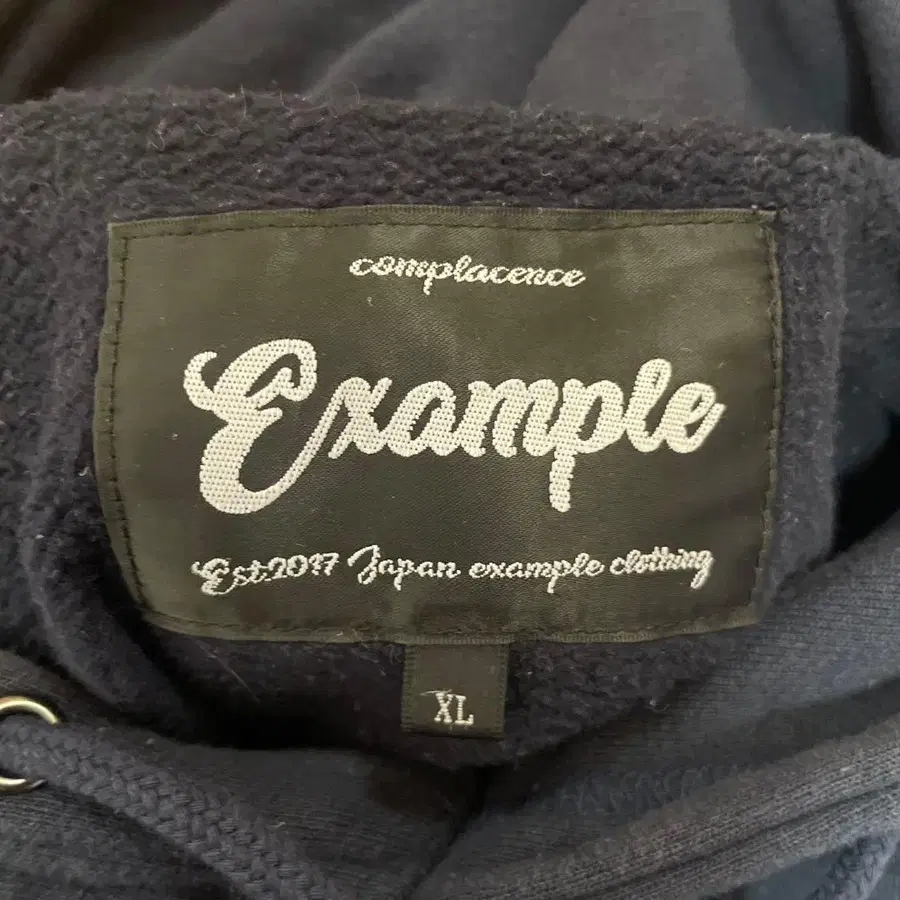 complacence
Example
Est.2017 Japan example clothing
XL